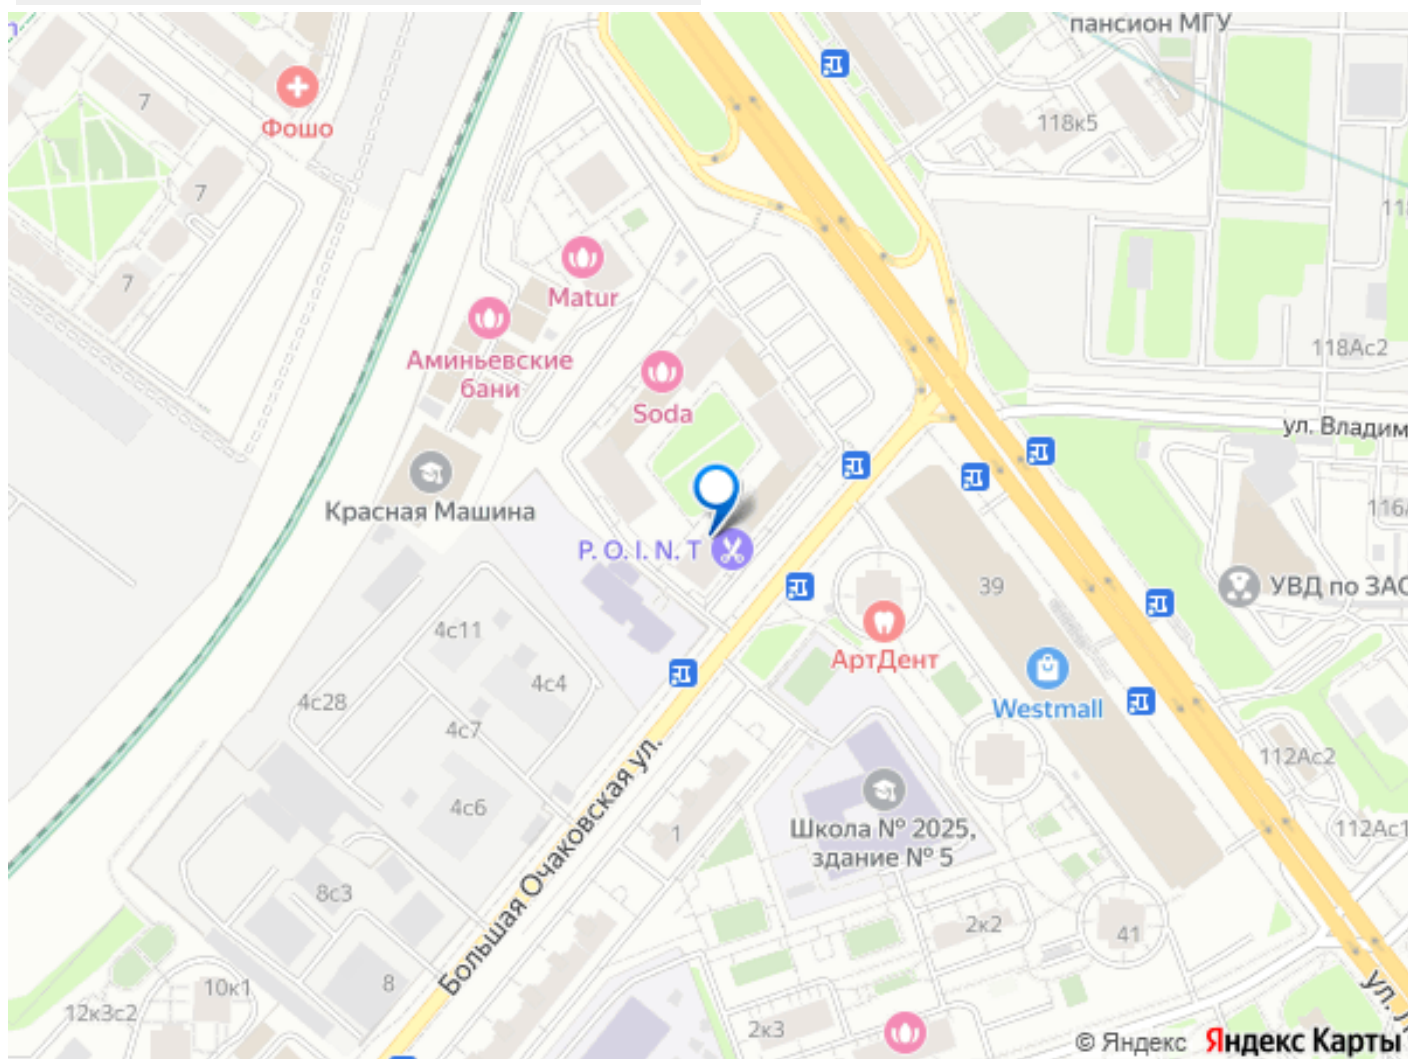 пансион МГУ
7
Фошо
118к5
7
7
Matur
118Ас2
Аминьевские
бани
Soda
ул. Владим
Красная Машина
P. O. I. N. T
39
УВД по ЗАО
4с11
АртДент
4с4
4с28
Westmall
4с7
112Ас2
4с6
Школа № 2025,
здание № 5
1
112Ас1
8с3
Большая Очаковская ул.
2к2
41
8
10к1
12к3с2
2к3
ул. Л
© Яндекс Яндекс Карты